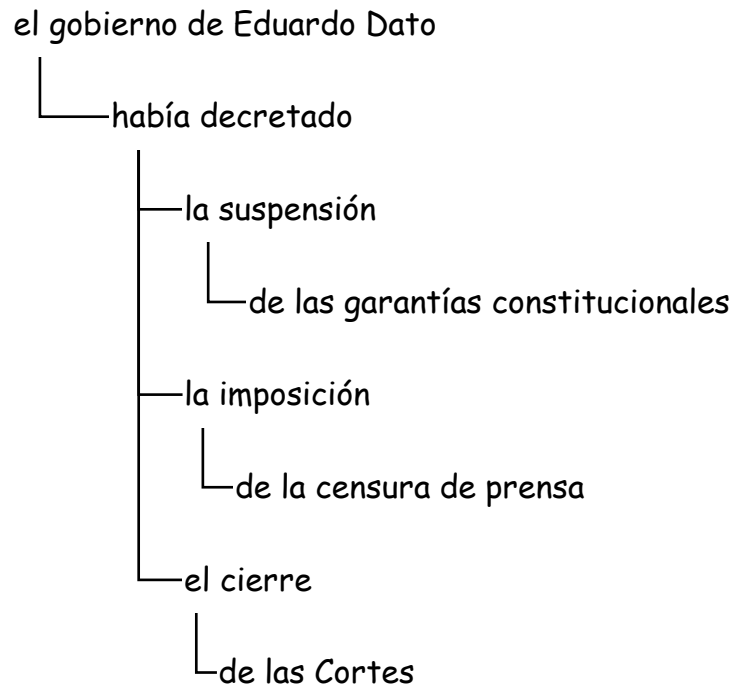 el gobierno de Eduardo Dato
había decretado
la suspensión
de las garantías constitucionales
la imposición
de la censura de prensa
el cierre
de las Cortes